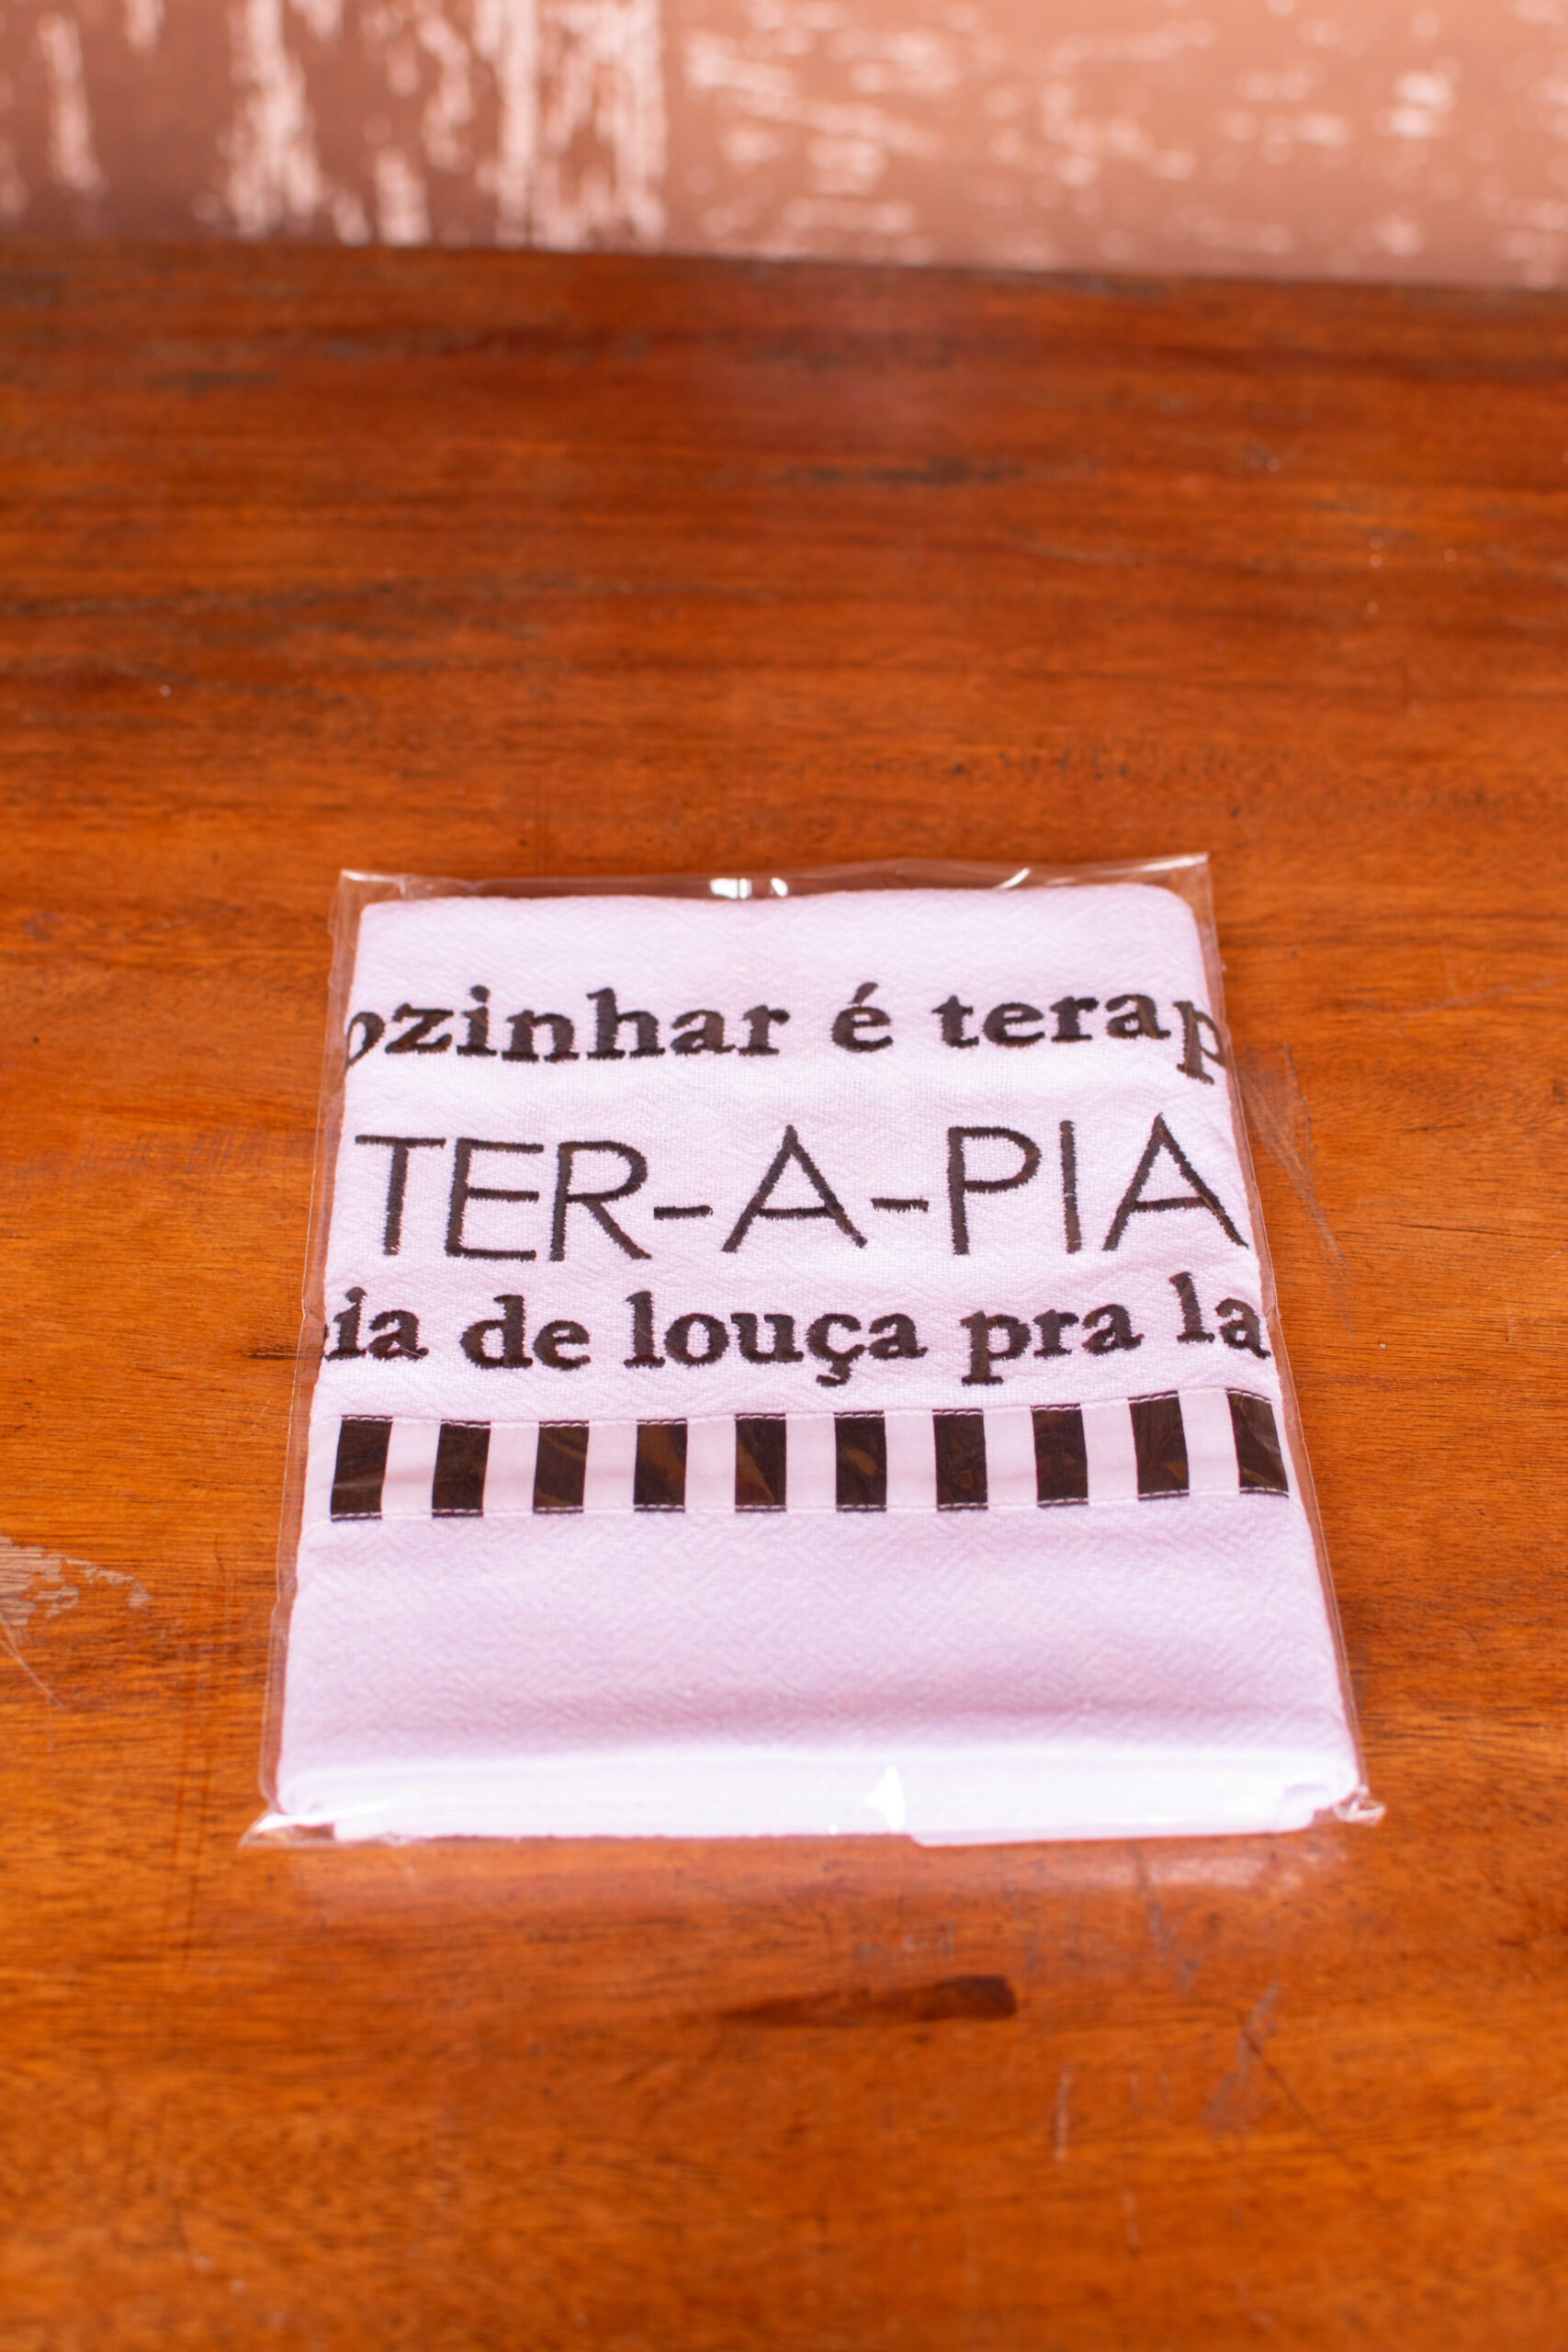 ozinhar é terap
TER-A-PIA
ia de louça pra la